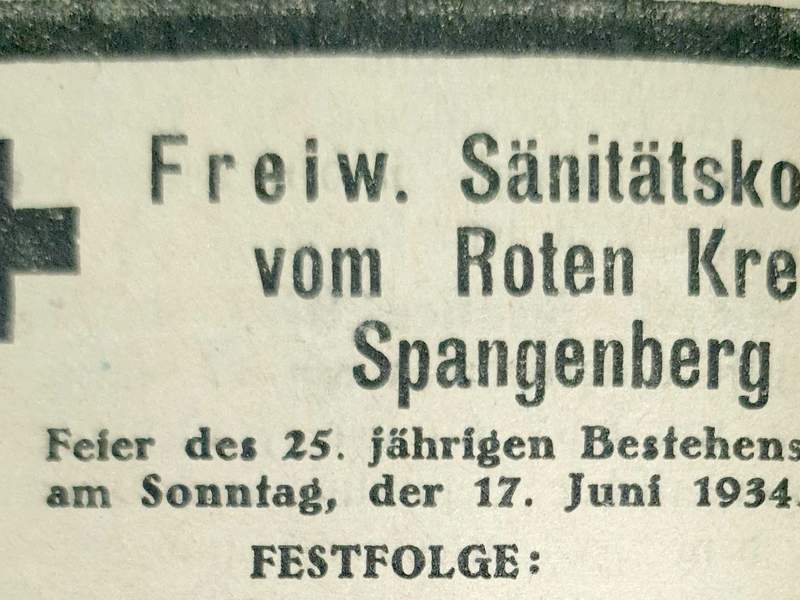 Freiw. Sänitätsko
vom Roten Kre
Spangenberg
Feier des 25. jährigen Bestehens
am Sonntag, der 17. Juni 1934.
FESTFOLGE: